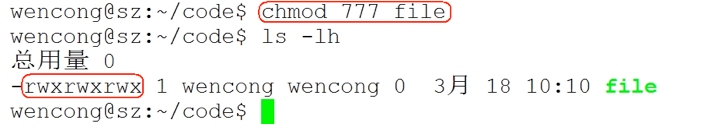 wencong@sz:~/code$ chmod 777 file
wencong@sz:~/code$ ls -lh
总用量 0
-rwxrwxrwx 1 wencong wencong 0  3月 18 10:10 file
wencong@sz:~/code$